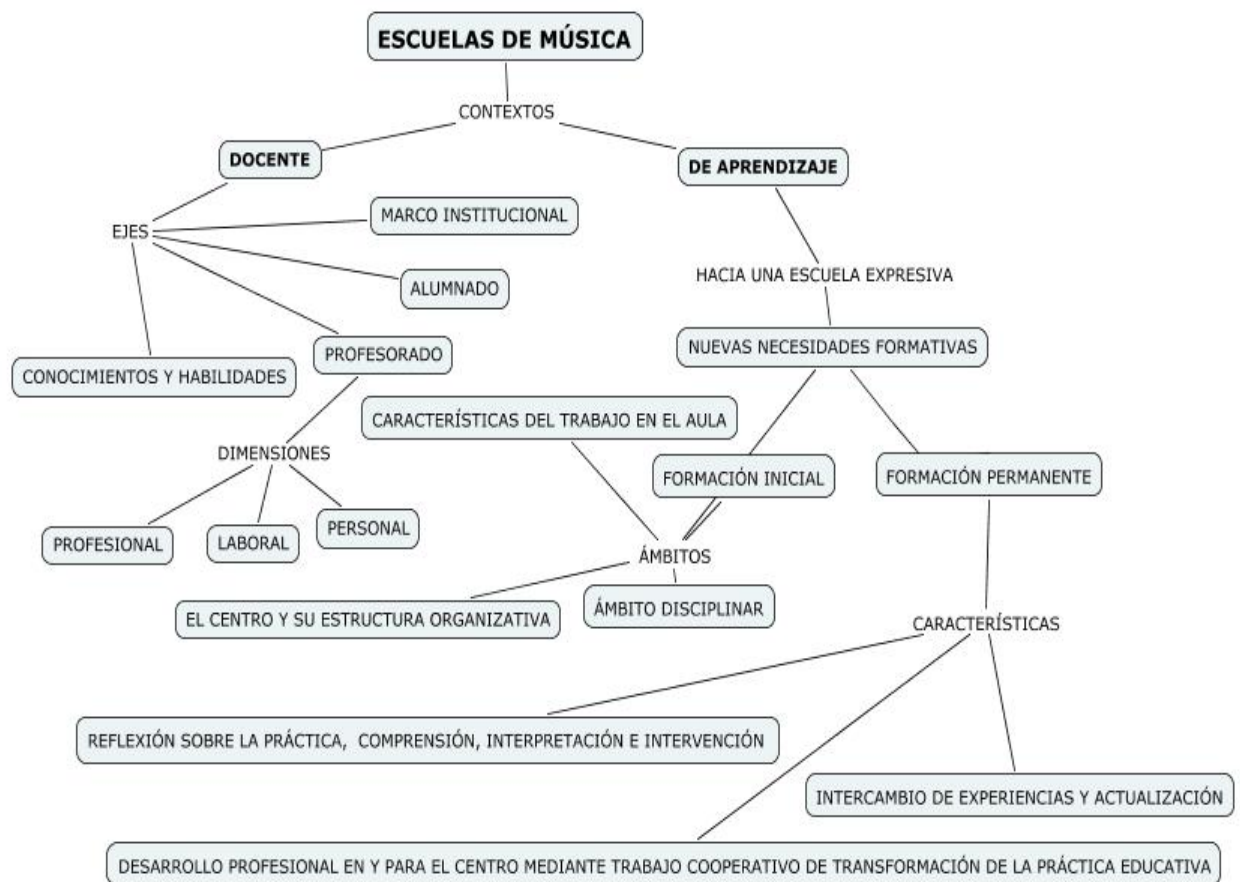 ESCUELAS DE MÚSICA
CONTEXTOS
DOCENTE
DE APRENDIZAJE
MARCO INSTITUCIONAL
EJES
HACIA UNA ESCUELA EXPRESIVA
ALUMNADO
NUEVAS NECESIDADES FORMATIVAS
PROFESORADO
CONOCIMIENTOS Y HABILIDADES
CARACTERÍSTICAS DEL TRABAJO EN EL AULA
DIMENSIONES
FORMACIÓN INICIAL
FORMACIÓN PERMANENTE
PERSONAL
PROFESIONAL
LABORAL
ÁMBITOS
ÁMBITO DISCIPLINAR
EL CENTRO Y SU ESTRUCTURA ORGANIZATIVA
CARACTERÍSTICAS
REFLEXIÓN SOBRE LA PRÁCTICA, COMPRENSIÓN, INTERPRETACIÓN E INTERVENCIÓN
INTERCAMBIO DE EXPERIENCIAS Y ACTUALIZACIÓN
DESARROLLO PROFESIONAL EN Y PARA EL CENTRO MEDIANTE TRABAJO COOPERATIVO DE TRANSFORMACIÓN DE LA PRÁCTICA EDUCATIVA